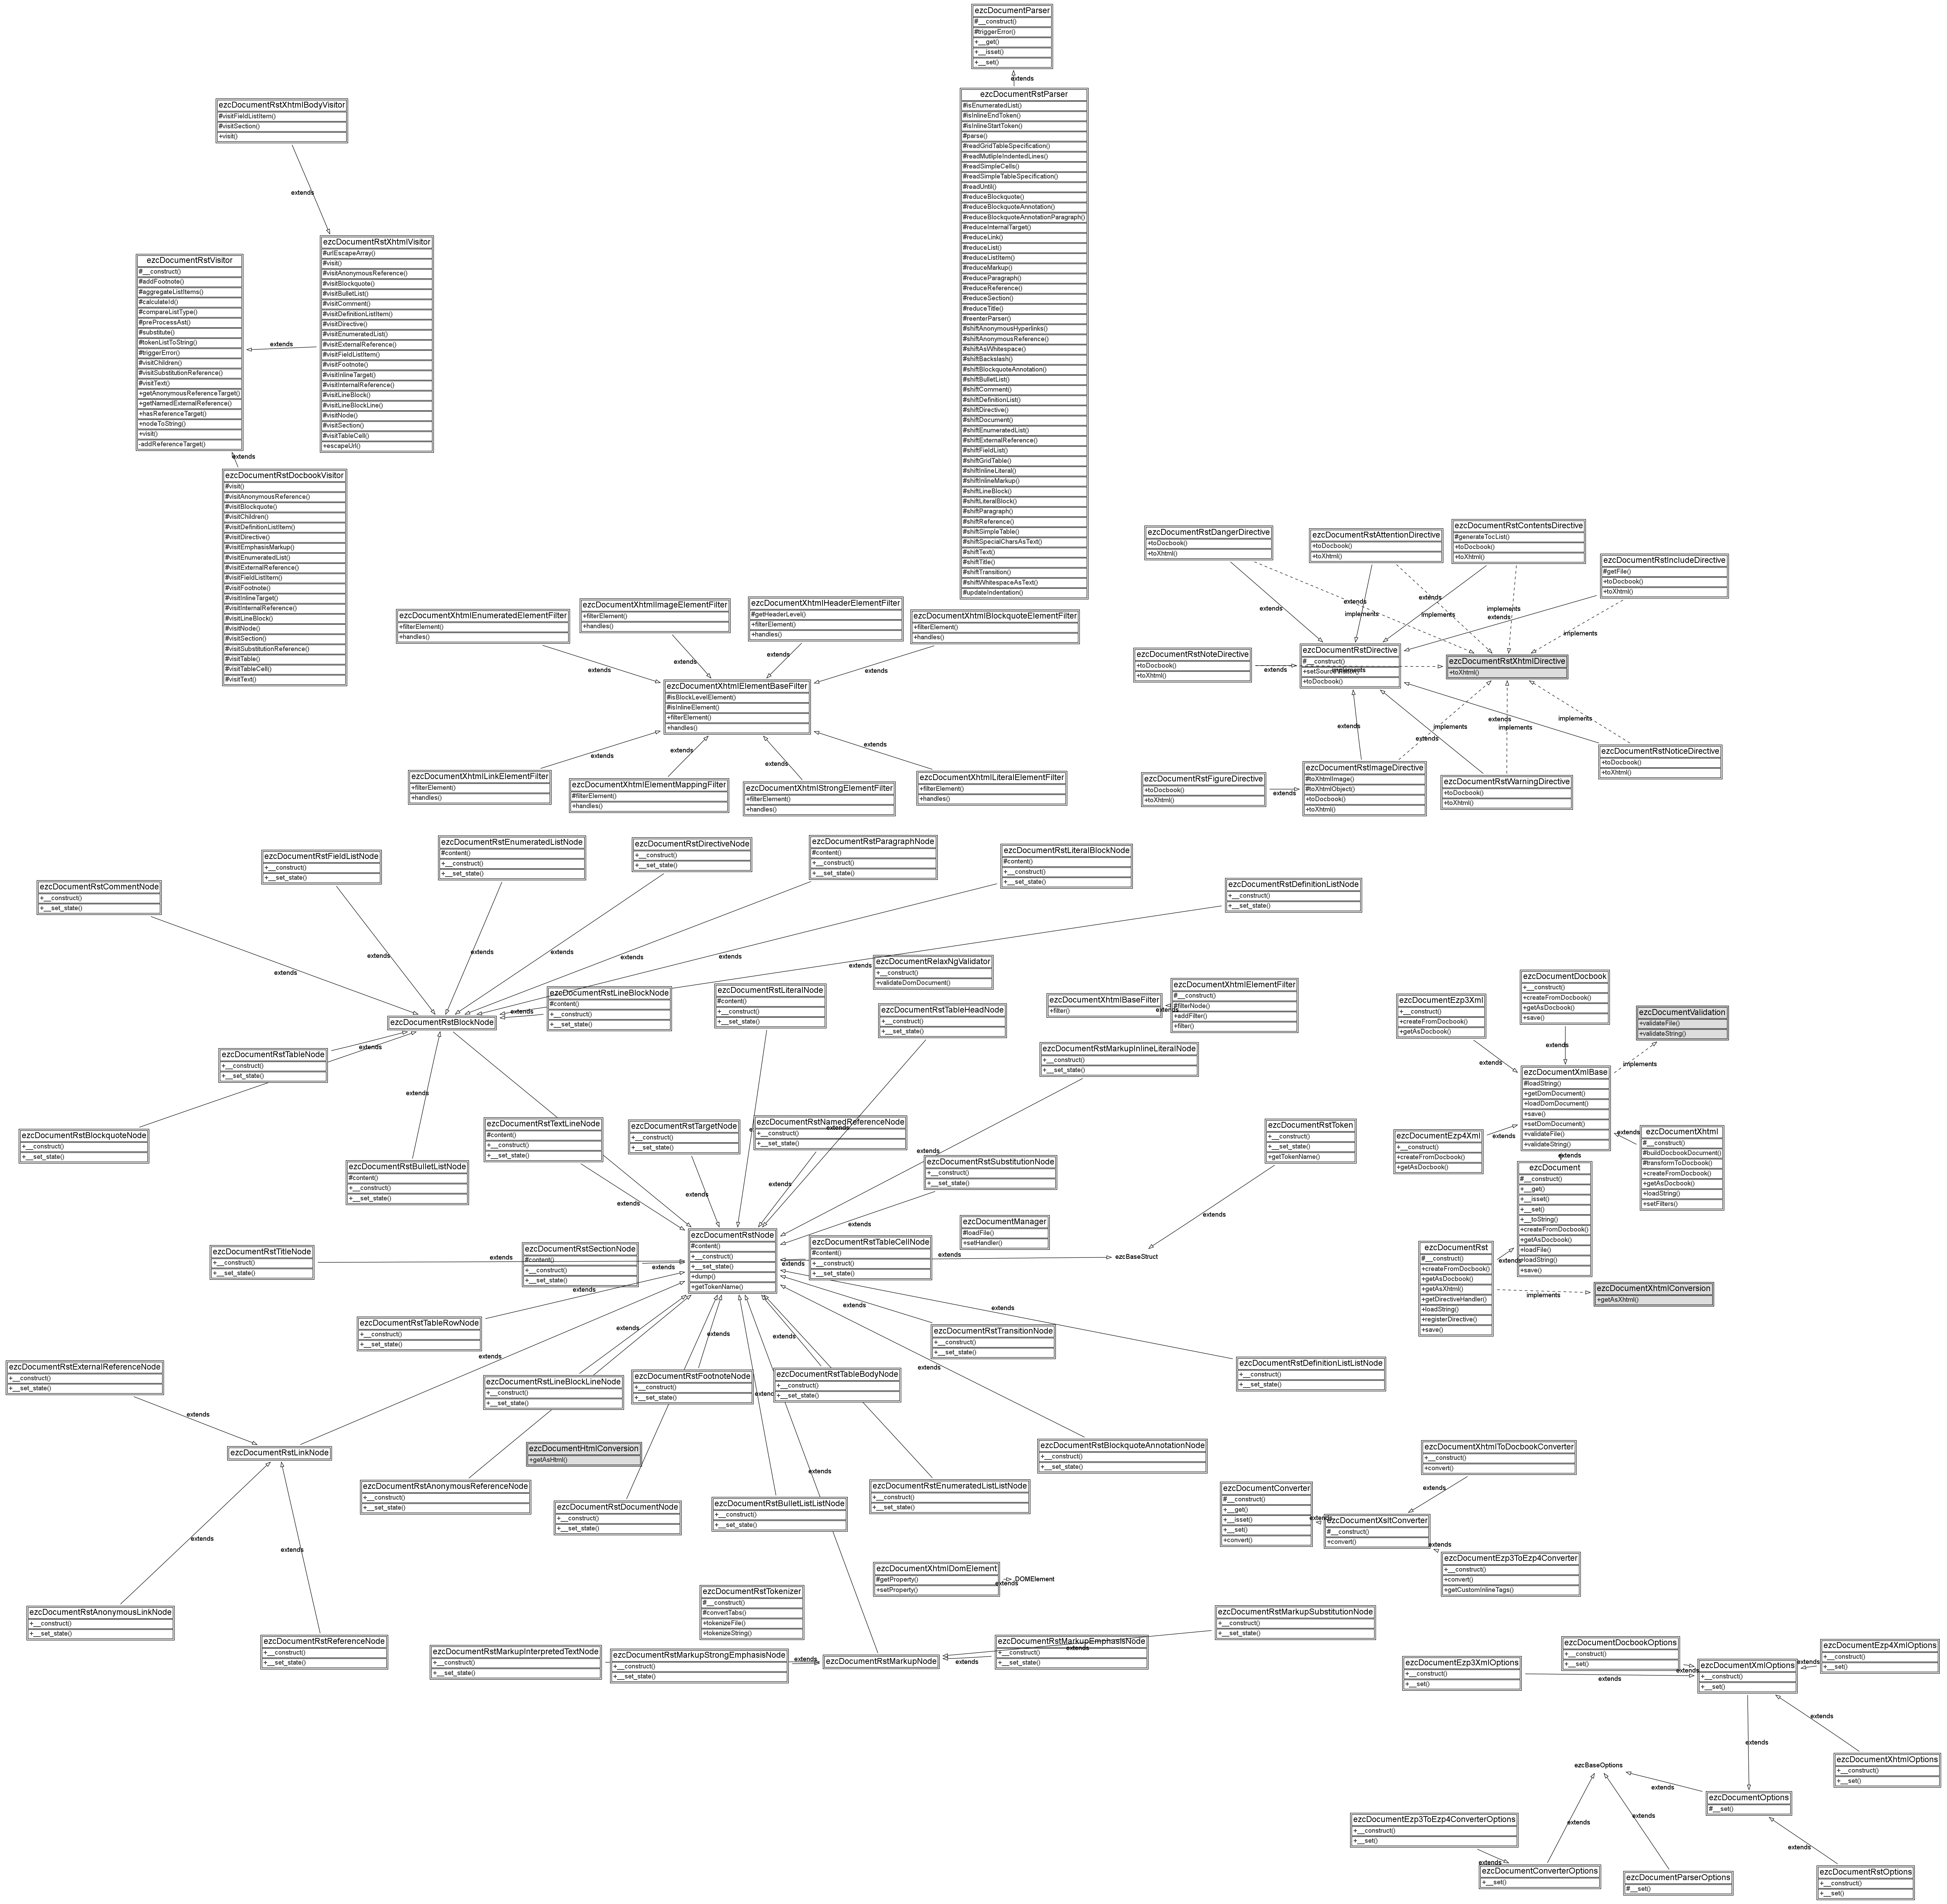 ezcDocumentParser
#__construct()
#triggerError()
+__get()
+__isset()
+__set()
extends
ezcDocumentRstParser
#isEnumeratedList()
#isInlineEndToken()
#isInlineStartToken()
#parse()
#readGridTableSpecification()
#readMutlipleIndentedLines()
#readSimpleCells()
#readSimpleTableSpecification()
#readUntil()
#reduceBlockquote()
#reduceBlockquoteAnnotation()
#reduceBlockquoteAnnotationParagraph()
#reduceInternalTarget()
#reduceLink()
#reduceList()
#reduceListItem()
#reduceMarkup()
#reduceParagraph()
#reduceReference()
#reduceSection()
#reduceTitle()
#reenterParser()
#shiftAnonymousHyperlinks()
#shiftAnonymousReference()
#shiftAsWhitespace()
#shiftBackslash()
#shiftBlockquoteAnnotation()
#shiftBulletList()
#shiftComment()
#shiftDefinitionList()
#shiftDirective()
#shiftDocument()
#shiftEnumeratedList()
#shiftExternalReference()
#shiftFieldList()
#shiftGridTable()
#shiftInlineLiteral()
#shiftInlineMarkup()
#shiftLineBlock()
#shiftLiteralBlock()
#shiftParagraph()
#shiftReference()
#shiftSimpleTable()
#shiftSpecialCharsAsText()
#shiftText()
#shiftTitle()
#shiftTransition()
#shiftWhitespaceAsText()
#updateIndentation()
ezcDocumentRstXhtmlBodyVisitor
#visitFieldListItem()
#visitSection()
+visit()
extends
ezcDocumentRstXhtmlVisitor
#urlEscapeArray()
#visit()
#visitAnonymousReference()
#visitBlockquote()
#visitBulletList()
#visitComment()
#visitDefinitionListItem()
#visitDirective()
#visitEnumeratedList()
#visitExternalReference()
#visitFieldListItem()
#visitFootnote()
#visitInlineTarget()
#visitInternalReference()
#visitLineBlock()
#visitLineBlockLine()
#visitNode()
#visitSection()
#visitTableCell()
+escapeUrl()
extends
ezcDocumentRstVisitor
#__construct()
#addFootnote()
#aggregateListItems()
#calculateId()
#compareListType()
#preProcessAst()
#substitute()
#tokenListToString()
#triggerError()
#visitChildren()
#visitSubstitutionReference()
#visitText()
+getAnonymousReferenceTarget()
+getNamedExternalReference()
+hasReferenceTarget()
+nodeToString()
+visit()
-addReferenceTarget()
extends
ezcDocumentRstDocbookVisitor
#visit()
#visitAnonymousReference()
#visitBlockquote()
#visitChildren()
#visitDefinitionListItem()
#visitDirective()
#visitEmphasisMarkup()
#visitEnumeratedList()
#visitExternalReference()
#visitFieldListItem()
#visitFootnote()
#visitInlineTarget()
#visitInternalReference()
#visitLineBlock()
#visitNode()
#visitSection()
#visitSubstitutionReference()
#visitTable()
#visitTableCell()
#visitText()
ezcDocumentXhtmlEnumeratedElementFilter
+filterElement()
+handles()
extends
ezcDocumentXhtmlImageElementFilter
+filterElement()
+handles()
extends
ezcDocumentXhtmlHeaderElementFilter
#getHeaderLevel()
+filterElement()
+handles()
extends
ezcDocumentXhtmlBlockquoteElementFilter
+filterElement()
+handles()
extends
ezcDocumentXhtmlElementBaseFilter
#isBlockLevelElement()
#isInlineElement()
+filterElement()
+handles()
extends
ezcDocumentXhtmlLinkElementFilter
+filterElement()
+handles()
extends
ezcDocumentXhtmlElementMappingFilter
#filterElement()
+handles()
extends
ezcDocumentXhtmlStrongElementFilter
+filterElement()
+handles()
extends
ezcDocumentXhtmlLiteralElementFilter
+filterElement()
+handles()
ezcDocumentRstDangerDirective
+toDocbook()
+toXhtml()
extends
implements
ezcDocumentRstAttentionDirective
+toDocbook()
+toXhtml()
extends
implements
ezcDocumentRstContentsDirective
#generateTocList()
+toDocbook()
+toXhtml()
implements
ezcDocumentRstIncludeDirective
#getFile()
+toDocbook()
+toXhtml()
extends
implements
ezcDocumentRstNoteDirective
+toDocbook()
+toXhtml()
extends
implements
ezcDocumentRstDirective
#__construct()
+setSourceVisitor()
+toDocbook()
ezcDocumentRstXhtmlDirective
+toXhtml()
extends
extends
implements
implements
extends
implements
ezcDocumentRstNoticeDirective
+toDocbook()
+toXhtml()
ezcDocumentRstFigureDirective
+toDocbook()
+toXhtml()
extends
ezcDocumentRstImageDirective
#toXhtmlImage()
#toXhtmlObject()
+toDocbook()
+toXhtml()
ezcDocumentRstWarningDirective
+toDocbook()
+toXhtml()
ezcDocumentRstCommentNode
+__construct()
+__set_state()
extends
ezcDocumentRstFieldListNode
+__construct()
+__set_state()
extends
ezcDocumentRstEnumeratedListNode
#content()
+__construct()
+__set_state()
extends
ezcDocumentRstDirectiveNode
+__construct()
+__set_state()
extends
ezcDocumentRstParagraphNode
#content()
+__construct()
+__set_state()
extends
ezcDocumentRstLiteralBlockNode
#content()
+__construct()
+__set_state()
extends
ezcDocumentRstDefinitionListNode
+__construct()
+__set_state()
extends
ezcDocumentRelaxNgValidator
+__construct()
+validateDomDocument()
ezcDocumentRstLineBlockNode
#content()
+__construct()
+__set_state()
extends
ezcDocumentRstBlockNode
ezcDocumentRstLiteralNode
#content()
+__construct()
+__set_state()
ezcDocumentRstTableHeadNode
+__construct()
+__set_state()
ezcDocumentXhtmlBaseFilter
+filter()
ezcDocumentXhtmlElementFilter
#__construct()
#filterNode()
+addFilter()
+filter()
ezcDocumentRstMarkupInlineLiteralNode
+__construct()
+__set_state()
ezcDocumentEzp3Xml
+__construct()
+createFromDocbook()
+getAsDocbook()
extends
ezcDocumentDocbook
+__construct()
+createFromDocbook()
+getAsDocbook()
+save()
extends
ezcDocumentValidation
+validateFile()
+validateString()
implements
ezcDocumentXmlBase
#loadString()
+getDomDocument()
+loadDomDocument()
+save()
+setDomDocument()
+validateFile()
+validateString()
ezcDocumentEzp4Xml
+__construct()
+createFromDocbook()
+getAsDocbook()
extends
ezcDocumentXhtml
#__construct()
#buildDocbookDocument()
#transformToDocbook()
+createFromDocbook()
+getAsDocbook()
+loadString()
+setFilters()
extends
extends
ezcDocument
#__construct()
+__get()
+__isset()
+__set()
+__toString()
+createFromDocbook()
+getAsDocbook()
+loadFile()
+loadString()
+save()
ezcDocumentRst
#__construct()
+createFromDocbook()
+getAsDocbook()
+getAsXhtml()
+getDirectiveHandler()
+loadString()
+registerDirective()
+save()
extends
implements
ezcDocumentXhtmlConversion
+getAsXhtml()
ezcDocumentRstTableNode
+__construct()
+__set_state()
extends
ezcDocumentRstBlockquoteNode
+__construct()
+__set_state()
ezcDocumentRstBulletListNode
#content()
+__construct()
+__set_state()
ezcDocumentRstTextLineNode
#content()
+__construct()
+__set_state()
extends
ezcDocumentRstTargetNode
+__construct()
+__set_state()
extends
ezcDocumentRstNamedReferenceNode
+__construct()
+__set_state()
extends
extends
ezcDocumentRstSubstitutionNode
+__construct()
+__set_state()
extends
extends
ezcDocumentRstToken
+__construct()
+__set_state()
+getTokenName()
extends
ezcBaseStruct
ezcDocumentManager
#loadFile()
+setHandler()
ezcDocumentRstTitleNode
+__construct()
+__set_state()
extends
ezcDocumentRstSectionNode
#content()
+__construct()
+__set_state()
extends
ezcDocumentRstNode
#content()
+__construct()
+__set_state()
+dump()
+getTokenName()
ezcDocumentRstTableCellNode
#content()
+__construct()
+__set_state()
extends
extends
ezcDocumentRstTableRowNode
+__construct()
+__set_state()
extends
ezcDocumentRstTransitionNode
+__construct()
+__set_state()
extends
ezcDocumentRstDefinitionListListNode
+__construct()
+__set_state()
extends
ezcDocumentRstExternalReferenceNode
+__construct()
+__set_state()
extends
ezcDocumentRstLinkNode
extends
ezcDocumentRstLineBlockLineNode
+__construct()
+__set_state()
extends
ezcDocumentRstFootnoteNode
+__construct()
+__set_state()
extends
ezcDocumentRstTableBodyNode
+__construct()
+__set_state()
extends
extends
ezcDocumentRstBlockquoteAnnotationNode
+__construct()
+__set_state()
ezcDocumentHtmlConversion
+getAsHtml()
ezcDocumentRstAnonymousReferenceNode
+__construct()
+__set_state()
ezcDocumentRstDocumentNode
+__construct()
+__set_state()
ezcDocumentRstBulletListListNode
+__construct()
+__set_state()
extends
ezcDocumentRstEnumeratedListListNode
+__construct()
+__set_state()
ezcDocumentXhtmlToDocbookConverter
+__construct()
+convert()
extends
ezcDocumentConverter
#__construct()
+__get()
+__isset()
+__set()
+convert()
extends
ezcDocumentXsltConverter
#__construct()
+convert()
extends
ezcDocumentEzp3ToEzp4Converter
+__construct()
+convert()
+getCustomInlineTags()
ezcDocumentXhtmlDomElement
#getProperty()
+setProperty()
extends
DOMElement
extends
extends
ezcDocumentRstAnonymousLinkNode
+__construct()
+__set_state()
ezcDocumentRstReferenceNode
+__construct()
+__set_state()
ezcDocumentRstTokenizer
#__construct()
#convertTabs()
+tokenizeFile()
+tokenizeString()
ezcDocumentRstMarkupInterpretedTextNode
+__construct()
+__set_state()
ezcDocumentRstMarkupStrongEmphasisNode
+__construct()
+__set_state()
extends
ezcDocumentRstMarkupNode
extends
ezcDocumentRstMarkupEmphasisNode
+__construct()
+__set_state()
extends
ezcDocumentRstMarkupSubstitutionNode
+__construct()
+__set_state()
ezcDocumentDocbookOptions
+__construct()
+__set()
extends
ezcDocumentEzp4XmlOptions
+__construct()
+__set()
extends
ezcDocumentEzp3XmlOptions
+__construct()
+__set()
extends
ezcDocumentXmlOptions
+__construct()
+__set()
extends
extends
ezcDocumentXhtmlOptions
+__construct()
+__set()
ezcBaseOptions
extends
ezcDocumentOptions
#__set()
extends
extends
extends
ezcDocumentEzp3ToEzp4ConverterOptions
+__construct()
+__set()
extends
ezcDocumentConverterOptions
+__set()
ezcDocumentParserOptions
#__set()
ezcDocumentRstOptions
+__construct()
+__set()